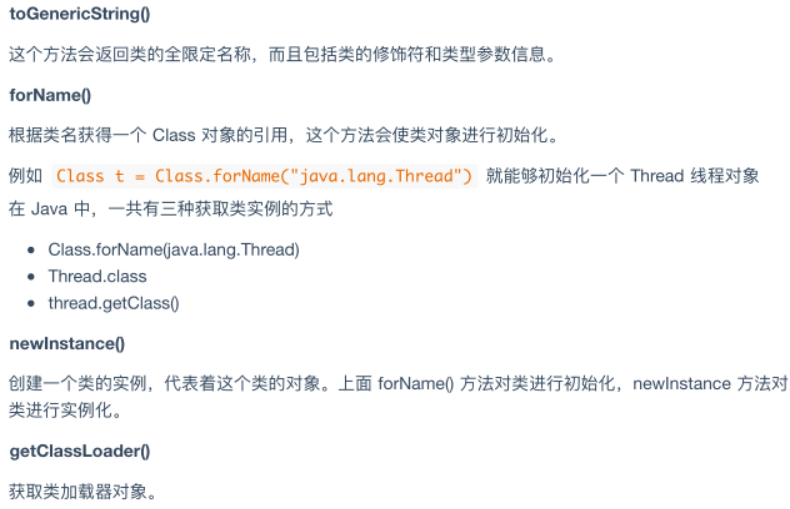 toGenericString()
这个方法会返回类的全限定名称，而且包括类的修饰符和类型参数信息。
forName()
根据类名获得一个 Class 对象的引用，这个方法会使类对象进行初始化。
例如 Class t = Class.forName("java.lang.Thread") 就能够初始化一个 Thread 线程对象
在 Java 中，一共有三种获取类实例的方式
• Class.forName(java.lang.Thread)
• Thread.class
• thread.getClass()
newInstance()
创建一个类的实例，代表着这个类的对象。上面 forName() 方法对类进行初始化，newInstance 方法对
类进行实例化。
getClassLoader()
获取类加载器对象。